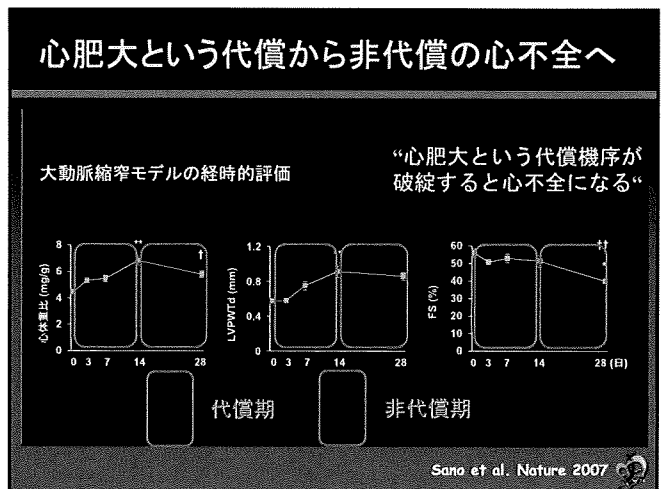 心肥大という代償から非代償の心不全へ
大動脈縮窄モデルの経時的評価
“心肥大という代償機序が
破綻すると心不全になる“
心体重比 (mg/g)
8
6
4
2
0
0 3 7 14 28
**
†
LVPWTd (mm)
1.2
0.8
0.4
0
0 3 7 14 28
FS (%)
60
50
40
30
20
10
0
0 3 7 14 28 (日)
‡‡
*
代償期
非代償期
Sano et al. Nature 2007